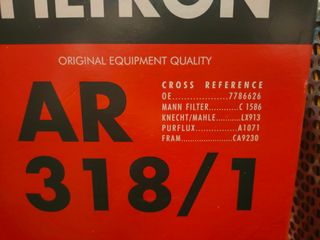 FILTRON
ORIGINAL EQUIPMENT QUALITY
AR
318/1
CROSS REFERENCE
OE...................7786626
MANN FILTER..........C 1586
KNECHT/MAHLE........LX913
PURFLUX..............A1071
FRAM.................CA9230